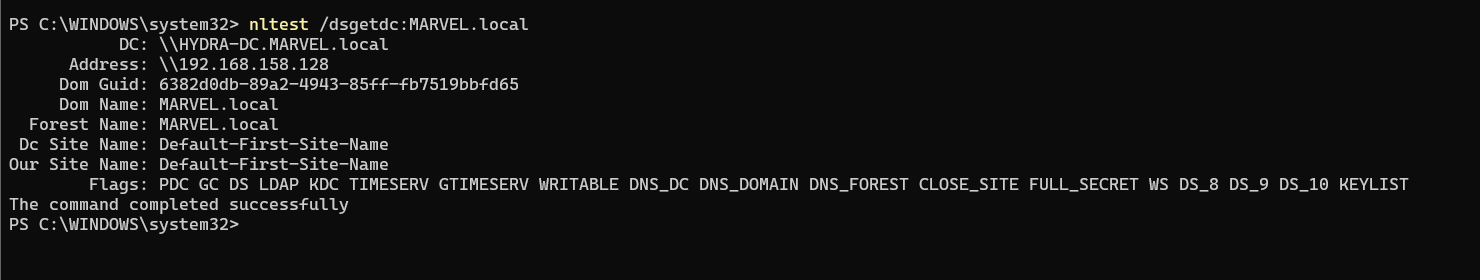 PS C:\WINDOWS\system32> nltest /dsgetdc:MARVEL.local
           DC: \\HYDRA-DC.MARVEL.local
      Address: \\192.168.158.128
     Dom Guid: 6382d0db-89a2-4943-85ff-fb7519bbfd65
     Dom Name: MARVEL.local
  Forest Name: MARVEL.local
 Dc Site Name: Default-First-Site-Name
Our Site Name: Default-First-Site-Name
        Flags: PDC GC DS LDAP KDC TIMESERV GTIMESERV WRITABLE DNS_DC DNS_DOMAIN DNS_FOREST CLOSE_SITE FULL_SECRET WS DS_8 DS_9 DS_10 KEYLIST
The command completed successfully
PS C:\WINDOWS\system32>